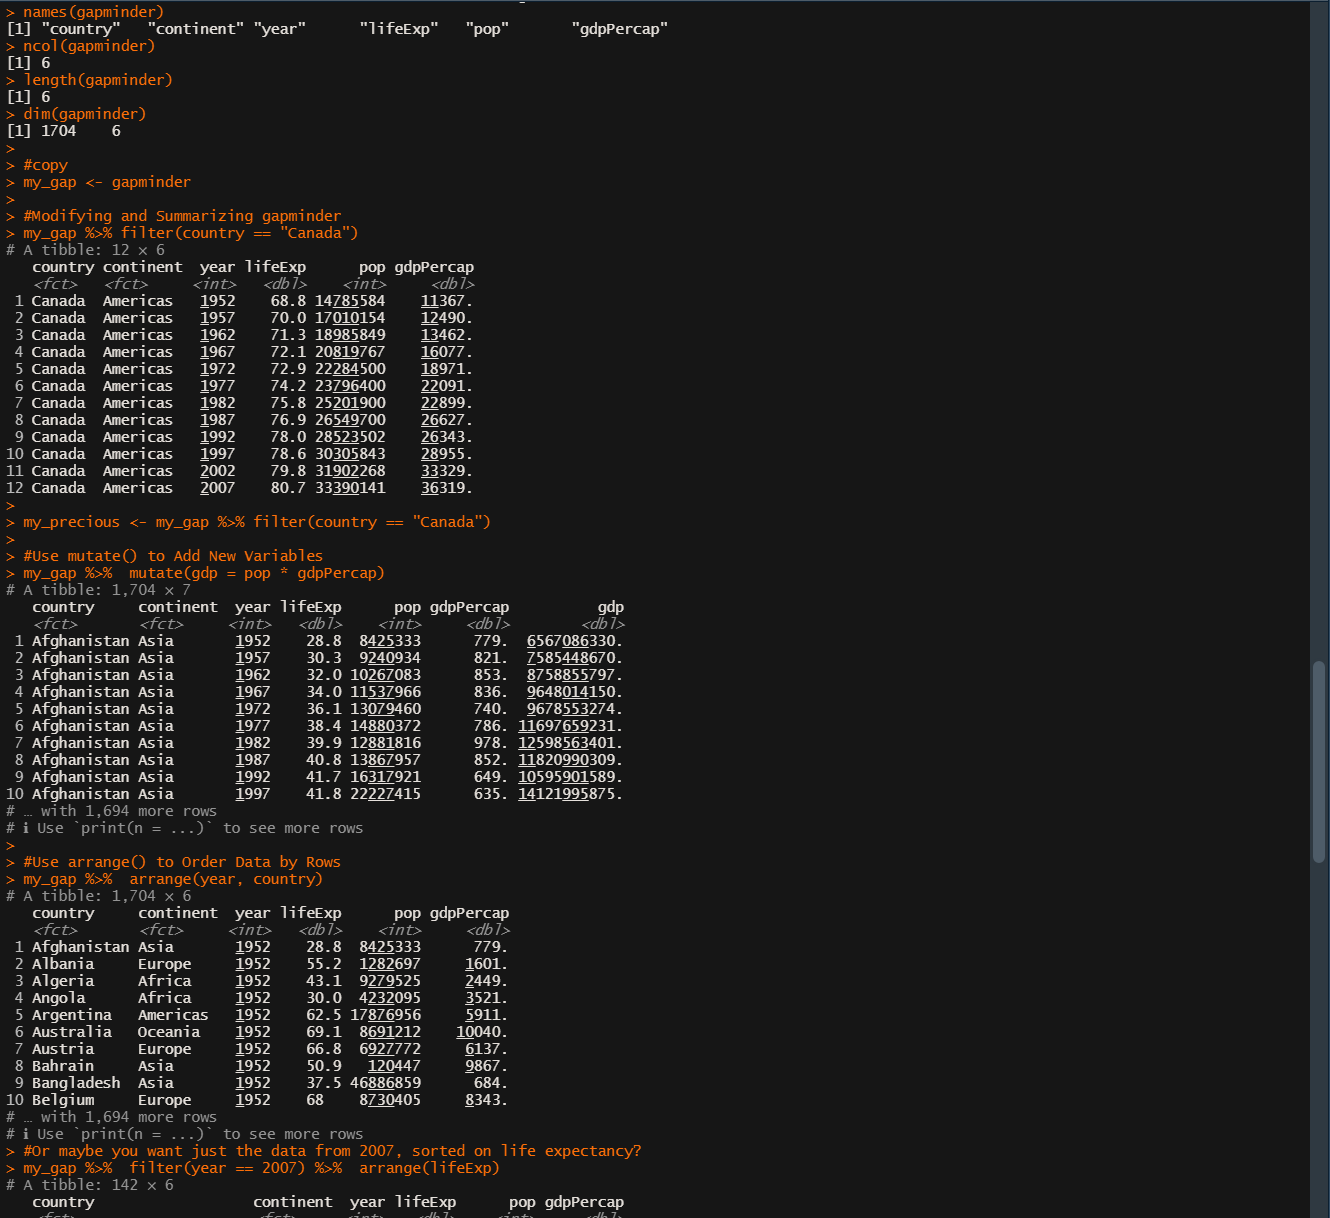 > names(gapminder)
[1] "country"   "continent" "year"      "lifeExp"   "pop"       "gdpPercap"
> ncol(gapminder)
[1] 6
> length(gapminder)
[1] 6
> dim(gapminder)
[1] 1704    6
>
> #copy
> my_gap <- gapminder
>
> #Modifying and Summarizing gapminder
> my_gap %>% filter(country == "Canada")
# A tibble: 12 × 6
   country continent  year lifeExp      pop gdpPercap
   <fct>   <fct>     <int>   <dbl>    <int>     <dbl>
 1 Canada  Americas   1952    68.8 14785584    11367.
 2 Canada  Americas   1957    70.0 17010154    12490.
 3 Canada  Americas   1962    71.3 18985849    13462.
 4 Canada  Americas   1967    72.1 20819767    16077.
 5 Canada  Americas   1972    72.9 22284500    18971.
 6 Canada  Americas   1977    74.2 23796400    22091.
 7 Canada  Americas   1982    75.8 25201900    22899.
 8 Canada  Americas   1987    76.9 26549700    26627.
 9 Canada  Americas   1992    78.0 28523502    26343.
10 Canada  Americas   1997    78.6 30305843    28955.
11 Canada  Americas   2002    79.8 31902268    33329.
12 Canada  Americas   2007    80.7 33390141    36319.
>
> my_precious <- my_gap %>% filter(country == "Canada")
>
> #Use mutate() to Add New Variables
> my_gap %>%  mutate(gdp = pop * gdpPercap)
# A tibble: 1,704 × 7
   country     continent  year lifeExp      pop gdpPercap          gdp
   <fct>       <fct>     <int>   <dbl>    <int>     <dbl>        <dbl>
 1 Afghanistan Asia       1952    28.8  8425333      779.  6567086330.
 2 Afghanistan Asia       1957    30.3  9240934      821.  7585448670.
 3 Afghanistan Asia       1962    32.0 10267083      853.  8758855797.
 4 Afghanistan Asia       1967    34.0 11537966      836.  9648014150.
 5 Afghanistan Asia       1972    36.1 13079460      740.  9678553274.
 6 Afghanistan Asia       1977    38.4 14880372      786. 11697659231.
 7 Afghanistan Asia       1982    39.9 12881816      978. 12598563401.
 8 Afghanistan Asia       1987    40.8 13867957      852. 11820990309.
 9 Afghanistan Asia       1992    41.7 16317921      649. 10595901589.
10 Afghanistan Asia       1997    41.8 22227415      635. 14121995875.
# … with 1,694 more rows
# ℹ Use `print(n = ...)` to see more rows
>
> #Use arrange() to Order Data by Rows
> my_gap %>%  arrange(year, country)
# A tibble: 1,704 × 6
   country     continent  year lifeExp      pop gdpPercap
   <fct>       <fct>     <int>   <dbl>    <int>     <dbl>
 1 Afghanistan Asia       1952    28.8  8425333      779.
 2 Albania     Europe     1952    55.2  1282697     1601.
 3 Algeria     Africa     1952    43.1  9279525     2449.
 4 Angola      Africa     1952    30.0  4232095     3521.
 5 Argentina   Americas   1952    62.5 17876956     5911.
 6 Australia   Oceania    1952    69.1  8691212    10040.
 7 Austria     Europe     1952    66.8  6927772     6137.
 8 Bahrain     Asia       1952    50.9   120447     9867.
 9 Bangladesh  Asia       1952    37.5 46886859      684.
10 Belgium     Europe     1952    68    8730405     8343.
# … with 1,694 more rows
# ℹ Use `print(n = ...)` to see more rows
> #Or maybe you want just the data from 2007, sorted on life expectancy?
> my_gap %>%  filter(year == 2007) %>%  arrange(lifeExp)
# A tibble: 142 × 6
   country                  continent  year lifeExp      pop gdpPercap